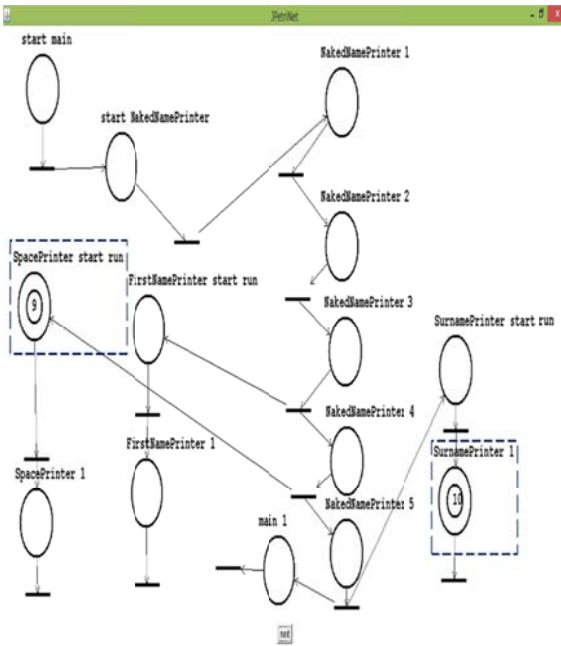 JPetriNet
start main
NakedNamePrinter 1
start NakedNamePrinter
NakedNamePrinter 2
SpacePrinter start run
FirstNamePrinter start run
9
NakedNamePrinter 3
SurnamePrinter start run
NakedNamePrinter 4
FirstNamePrinter 1
SurnamePrinter 1
SpacePrinter 1
10
NakedNamePrinter 5
main 1
net